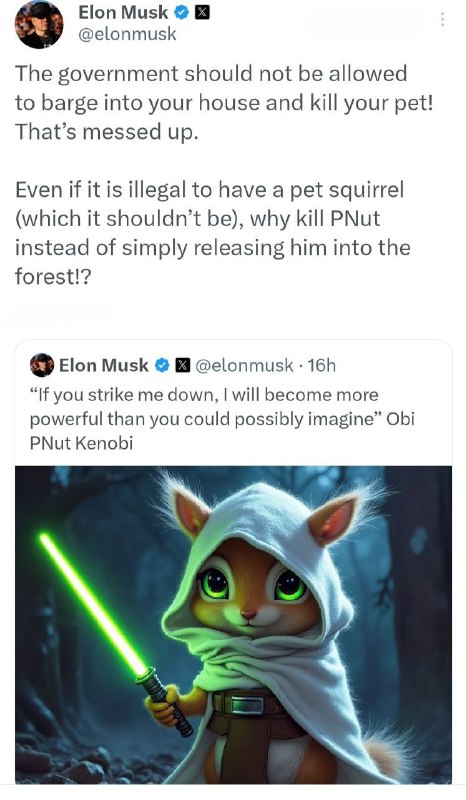 Elon Musk
@elonmusk
The government should not be allowed
to barge into your house and kill your pet!
That’s messed up.
Even if it is illegal to have a pet squirrel
(which it shouldn’t be), why kill PNut
instead of simply releasing him into the
forest!?
Elon Musk @elonmusk · 16h
“If you strike me down, I will become more
powerful than you could possibly imagine” Obi
PNut Kenobi